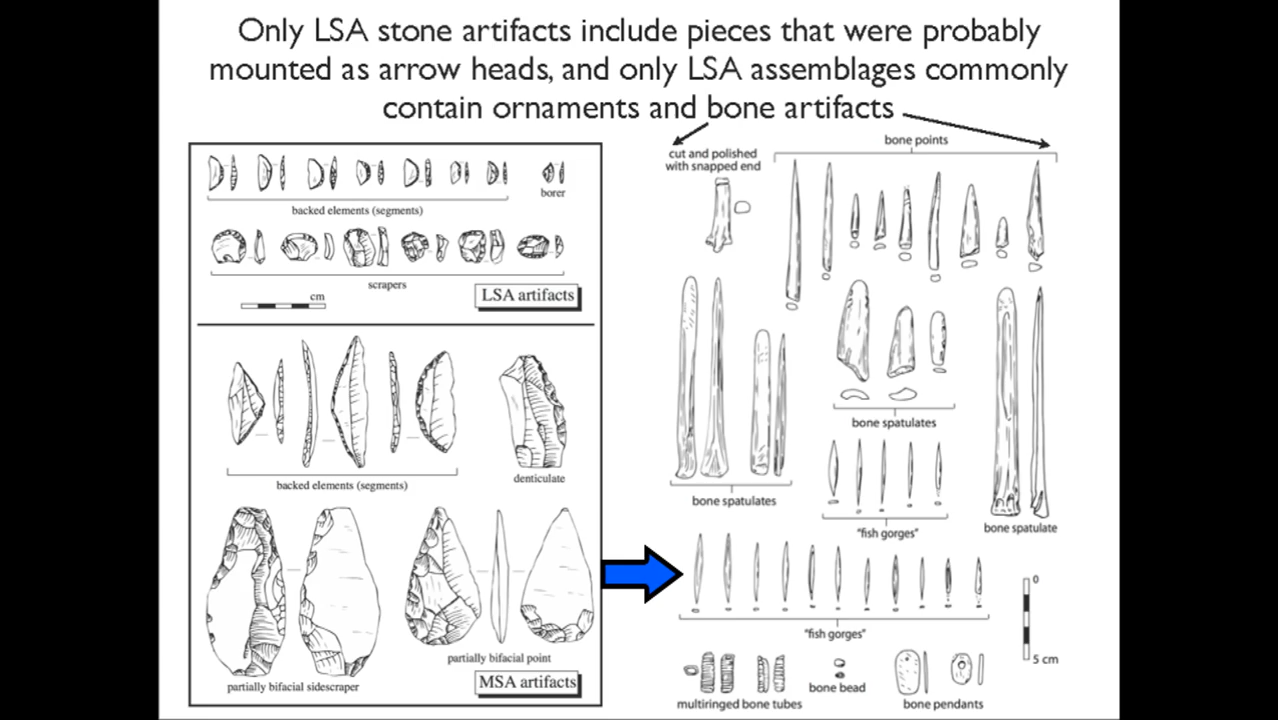 Only LSA stone artifacts include pieces that were probably
mounted as arrow heads, and only LSA assemblages commonly
contain ornaments and bone artifacts
borer
backed elements (segments)
scrapers
cm
LSA artifacts
backed elements (segments)
denticulate
partially bifacial point
partially bifacial sidescraper
MSA artifacts
cut and polished
with snapped end
bone points
bone spatulates
bone spatulates
"fish gorges"
bone spatulate
"fish gorges"
0
5 cm
multiringed bone tubes
bone bead
bone pendants